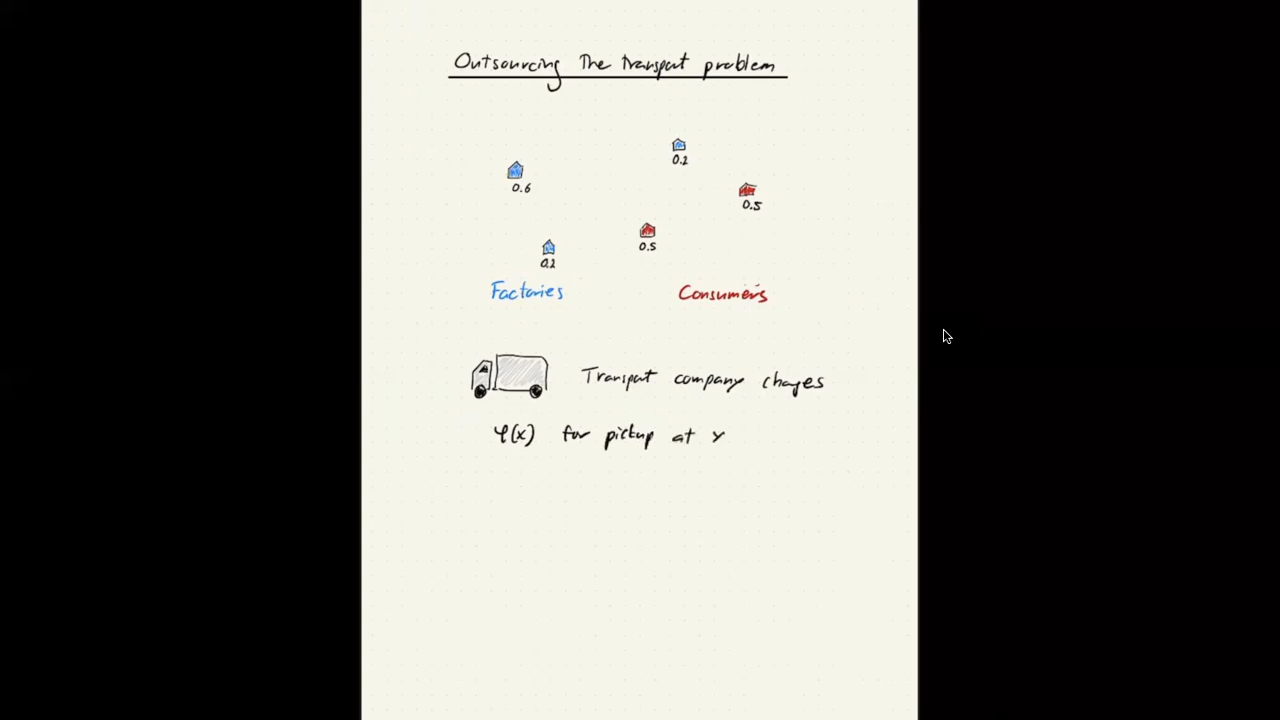 Outsourcing the transport problem
0.2
0.6
0.5
0.5
0.2
Factories
Consumers
Transport company charges
φ(x) for pickup at x